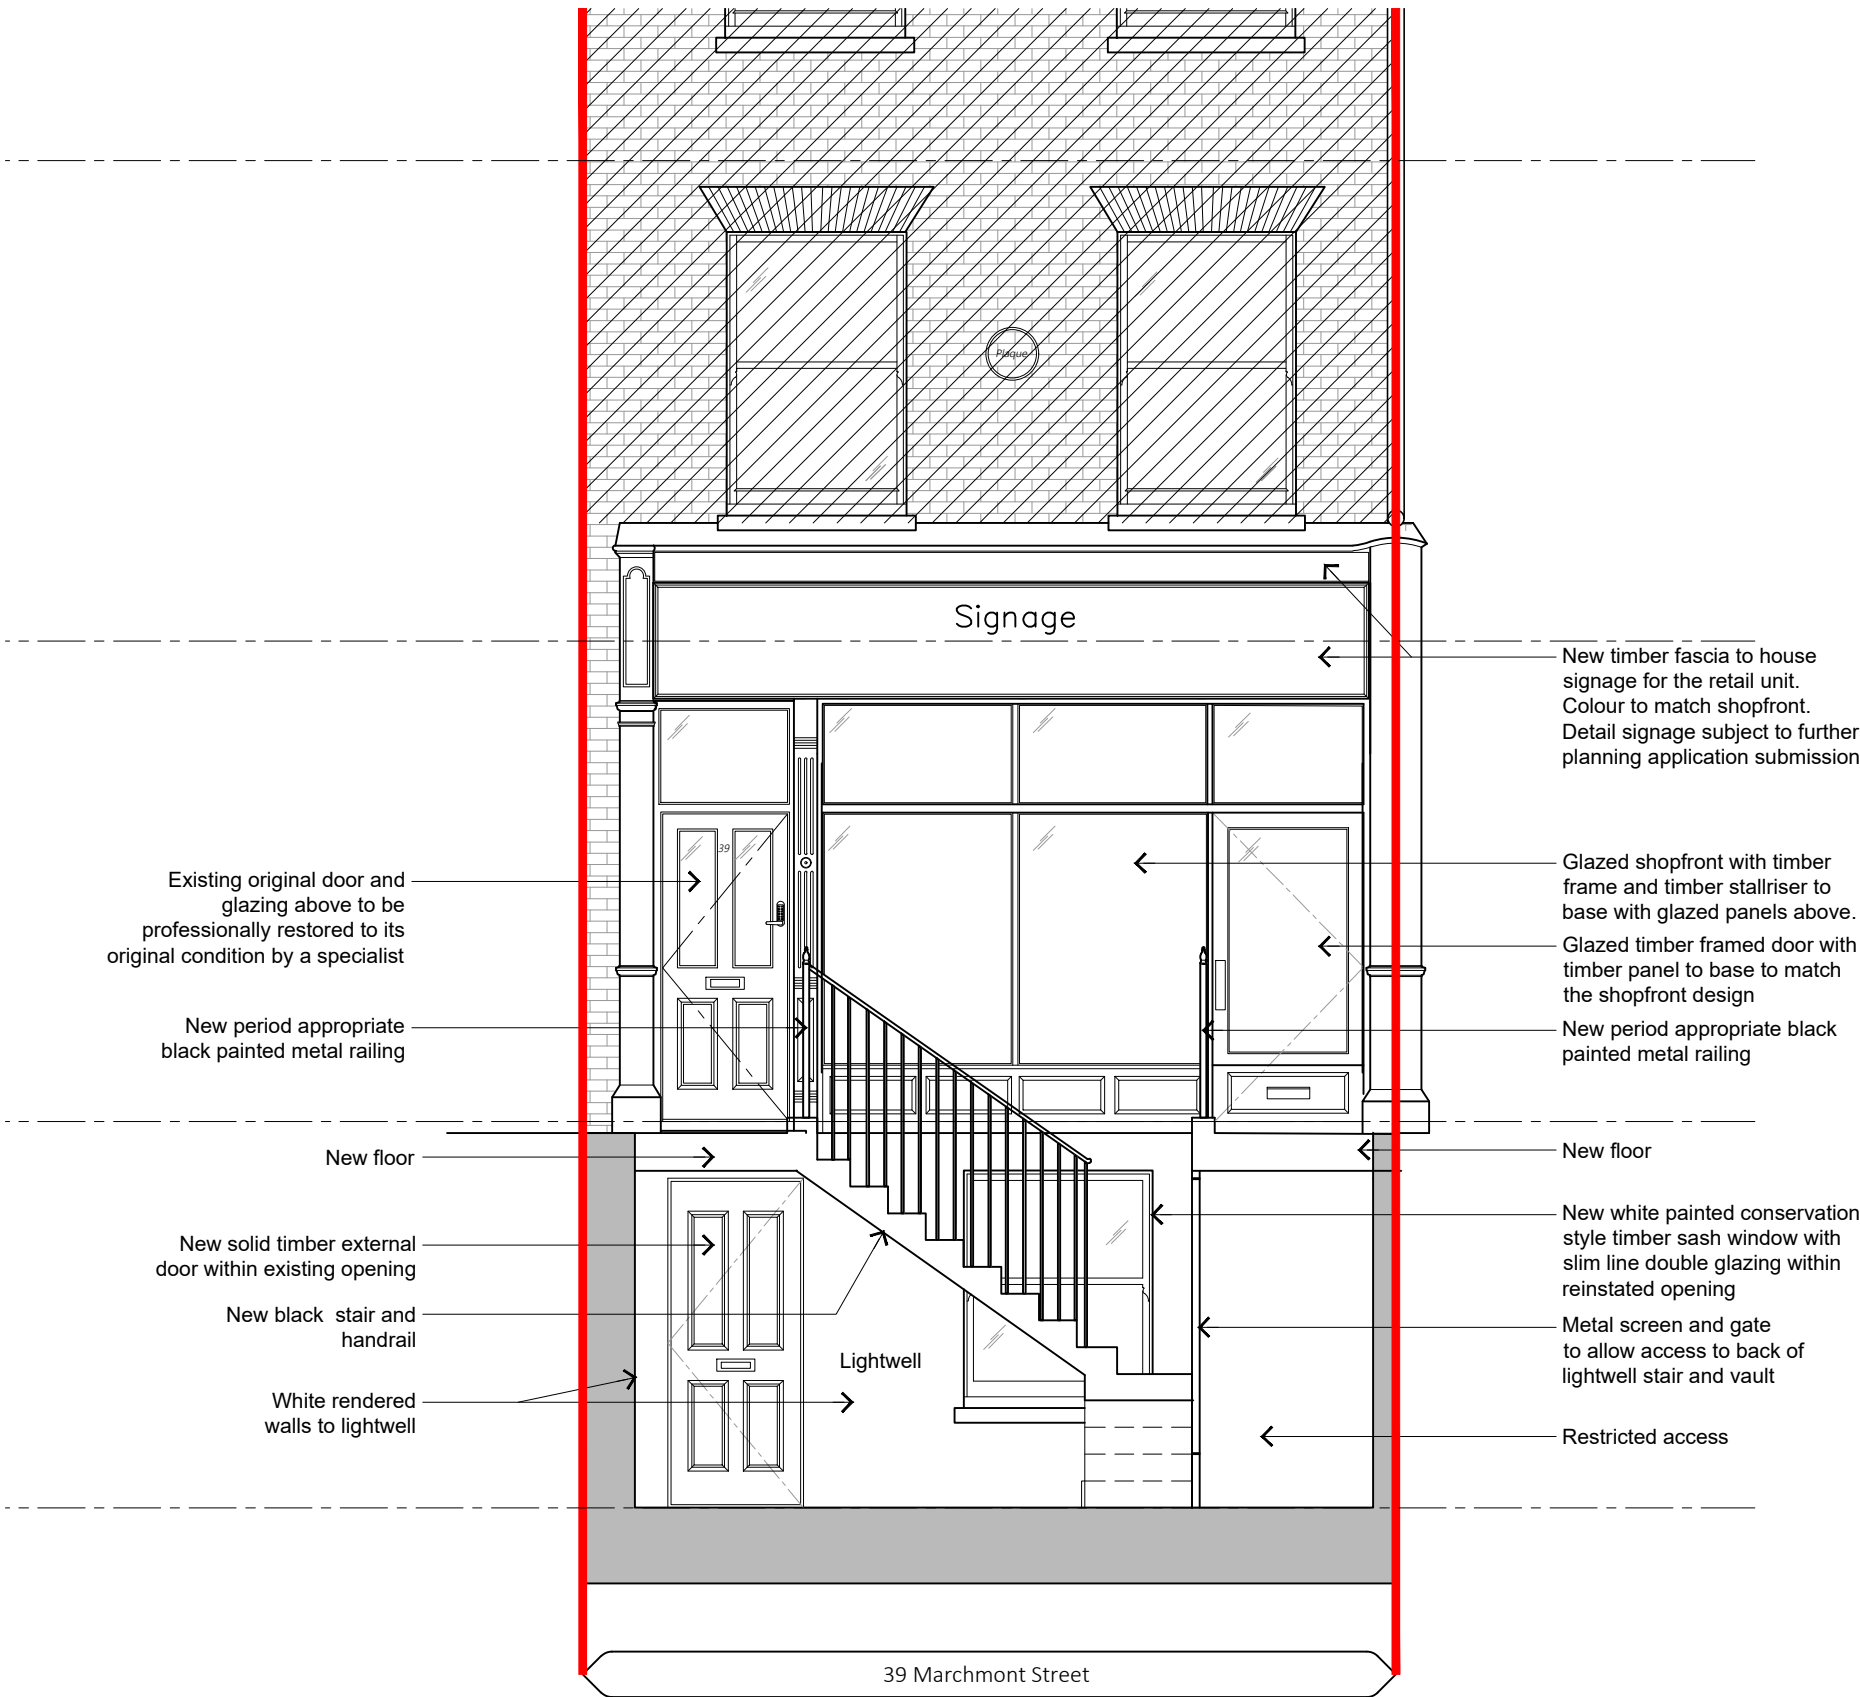 Plaque
Signage
New timber fascia to house
signage for the retail unit.
Colour to match shopfront.
Detail signage subject to further
planning application submission
39
Existing original door and
glazing above to be
professionally restored to its
original condition by a specialist
Glazed shopfront with timber
frame and timber stallriser to
base with glazed panels above.
Glazed timber framed door with
timber panel to base to match
the shopfront design
New period appropriate
black painted metal railing
New period appropriate black
painted metal railing
New floor
New floor
New solid timber external
door within existing opening
New white painted conservation
style timber sash window with
slim line double glazing within
reinstated opening
New black stair and
handrail
Metal screen and gate
to allow access to back of
lightwell stair and vault
Lightwell
White rendered
walls to lightwell
Restricted access
39 Marchmont Street